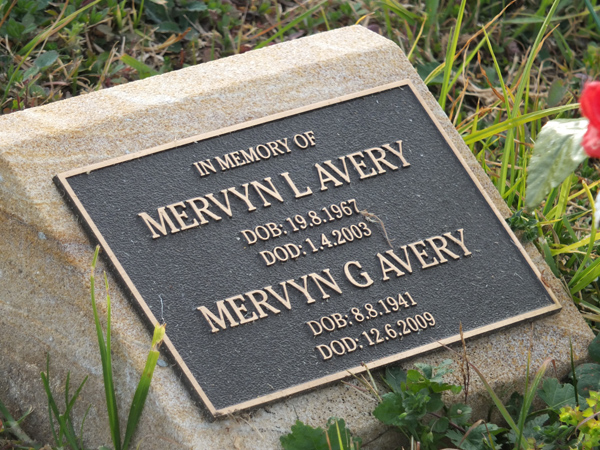 IN MEMORY OF
MERVYN L AVERY
DOB: 19.8.1967
DOD: 1.4.2003
MERVYN G AVERY
DOB: 8.8.1941
DOD: 12.6.2009